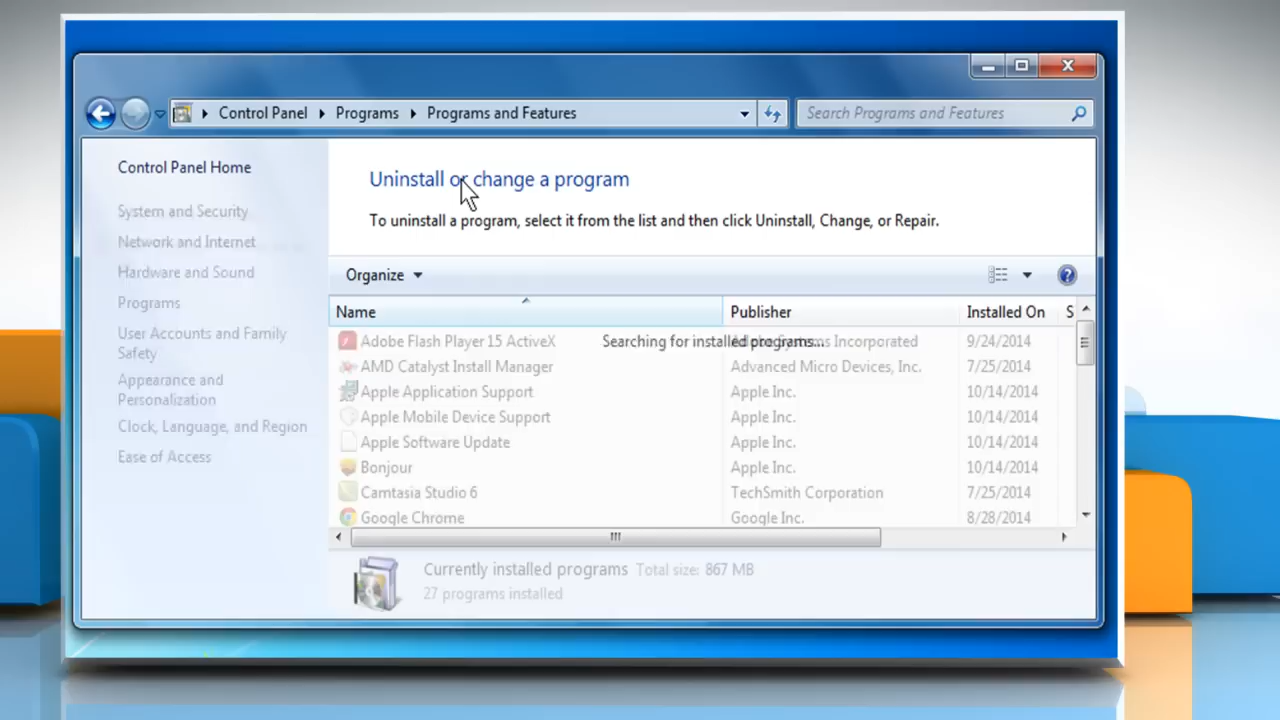 Control Panel Programs Programs and Features
Search Programs and Features
Control Panel Home
System and Security
Network and Internet
Hardware and Sound
Programs
User Accounts and Family
Safety
Appearance and
Personalization
Clock, Language, and Region
Ease of Access
Uninstall or change a program
To uninstall a program, select it from the list and then click Uninstall, Change, or Repair.
Organize
Name Publisher Installed On S
Searching for installed programs...
Adobe Flash Player 15 ActiveX Adobe Systems Incorporated 9/24/2014
AMD Catalyst Install Manager Advanced Micro Devices, Inc. 7/25/2014
Apple Application Support Apple Inc. 10/14/2014
Apple Mobile Device Support Apple Inc. 10/14/2014
Apple Software Update Apple Inc. 10/14/2014
Bonjour Apple Inc. 10/14/2014
Camtasia Studio 6 TechSmith Corporation 7/25/2014
Google Chrome Google Inc. 8/28/2014
Currently installed programs Total size: 867 MB
27 programs installed